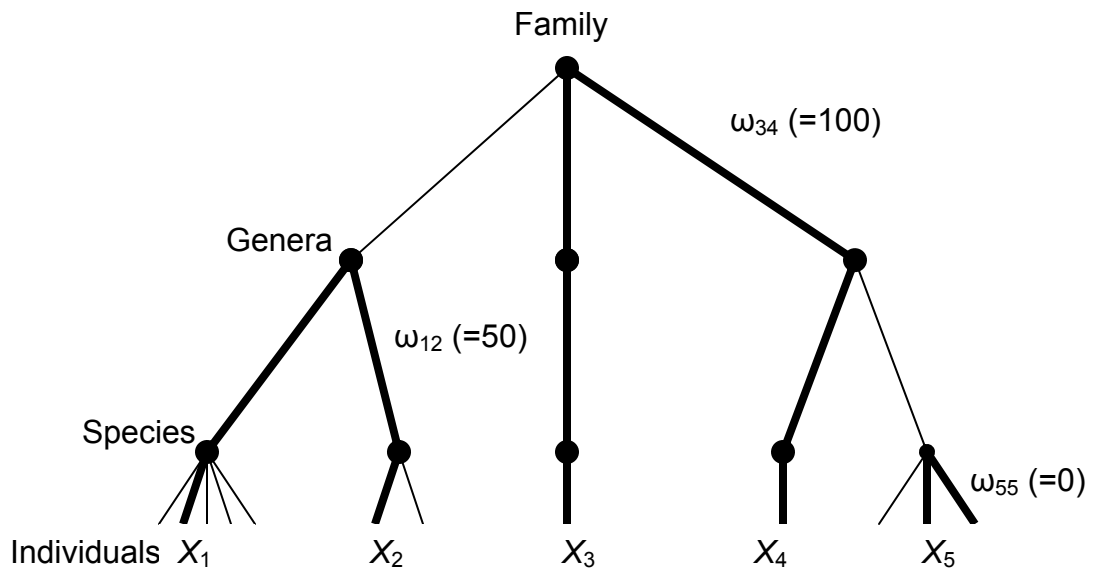 Family
ω34 (=100)
Genera
ω12 (=50)
Species
ω55 (=0)
Individuals X1 X2 X3 X4 X5